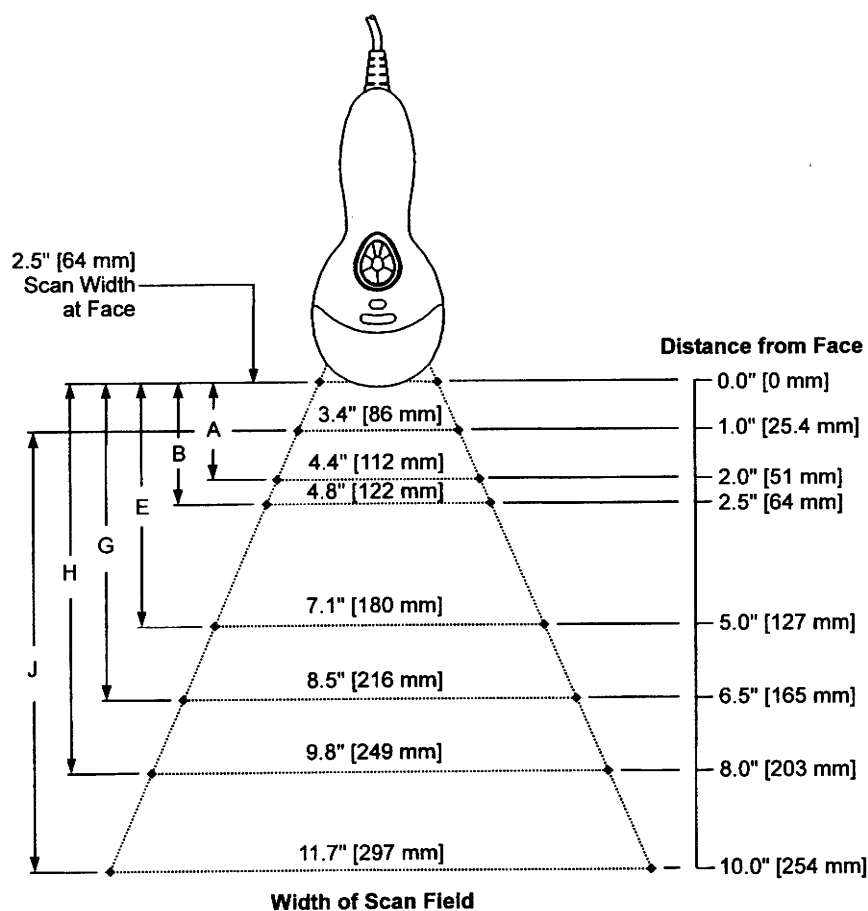 2.5" [64 mm]
Scan Width
at Face
Distance from Face
0.0" [0 mm]
3.4" [86 mm]
1.0" [25.4 mm]
A
B
4.4" [112 mm]
2.0" [51 mm]
4.8" [122 mm]
2.5" [64 mm]
E
G
H
7.1" [180 mm]
5.0" [127 mm]
J
8.5" [216 mm]
6.5" [165 mm]
9.8" [249 mm]
8.0" [203 mm]
11.7" [297 mm]
10.0" [254 mm]
Width of Scan Field